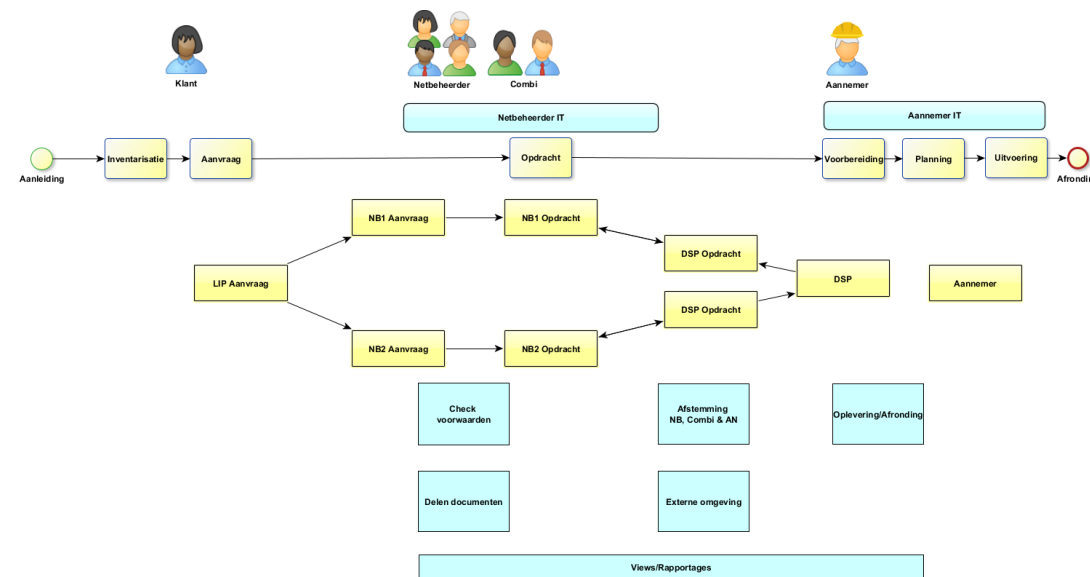 Klant
Netbeheerder
Combi
Aannemer
Netbeheerder IT
Aannemer IT
Inventarisatie
Aanvraag
Opdracht
Voorbereiding
Planning
Uitvoering
Aanleiding
Afrondin
NB1 Aanvraag
NB1 Opdracht
DSP Opdracht
LIP Aanvraag
DSP
Aannemer
DSP Opdracht
NB2 Aanvraag
NB2 Opdracht
Check
voorwaarden
Afstemming
NB, Combi & AN
Oplevering/Afronding
Delen documenten
Externe omgeving
Views/Rapportages